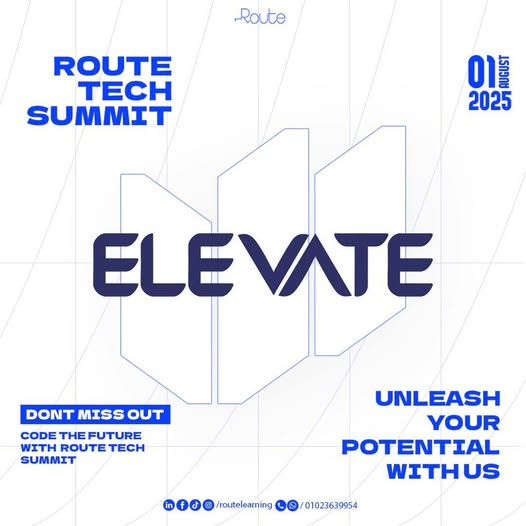 Route
ROUTE
TECH
SUMMIT
01 AUGUST
2025
ELEVATE
DONT MISS OUT
CODE THE FUTURE
WITH ROUTE TECH
SUMMIT
UNLEASH
YOUR
POTENTIAL
WITH US
/routelearning / 01023639954